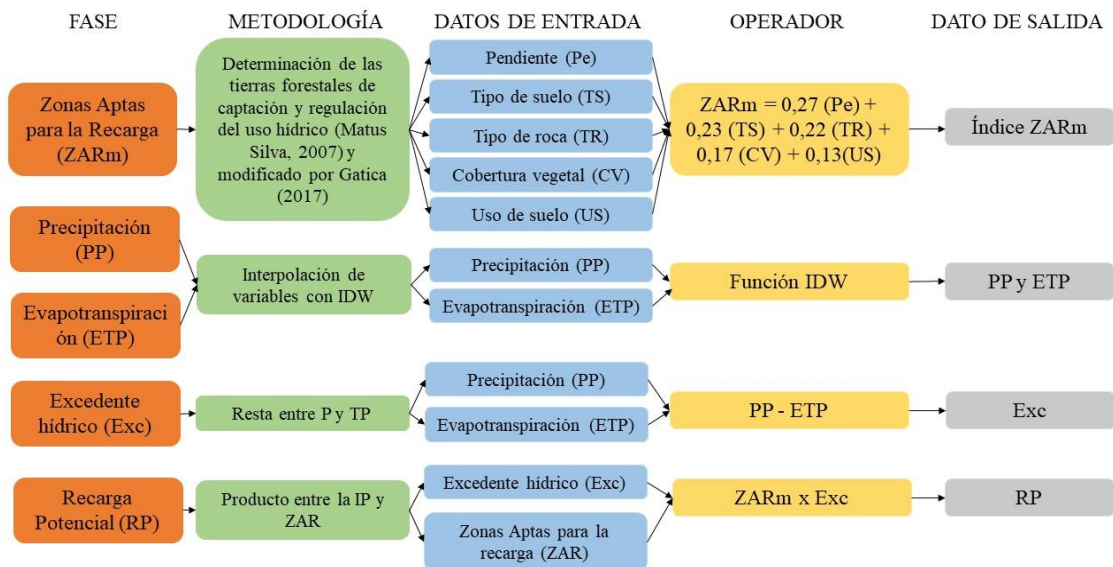 FASE
METODOLOGÍA
DATOS DE ENTRADA
OPERADOR
DATO DE SALIDA
Zonas Aptas
para la Recarga
(ZARm)
Determinación de las
tierras forestales de
captación y regulación
del uso hídrico (Matus
Silva, 2007) y
modificado por Gatica
(2017)
Pendiente (Pe)
Tipo de suelo (TS)
Tipo de roca (TR)
Cobertura vegetal (CV)
Uso de suelo (US)
ZARm = 0,27 (Pe) +
0,23 (TS) + 0,22 (TR) +
0,17 (CV) + 0,13(US)
Índice ZARm
Precipitación
(PP)
Evapotranspiraci
ón (ETP)
Interpolación de
variables con IDW
Precipitación (PP)
Evapotranspiración (ETP)
Función IDW
PP y ETP
Excedente
hídrico (Exc)
Resta entre P y TP
Precipitación (PP)
Evapotranspiración (ETP)
PP - ETP
Exc
Recarga
Potencial (RP)
Producto entre la IP y
ZAR
Excedente hídrico (Exc)
Zonas Aptas para la
recarga (ZAR)
ZARm x Exc
RP